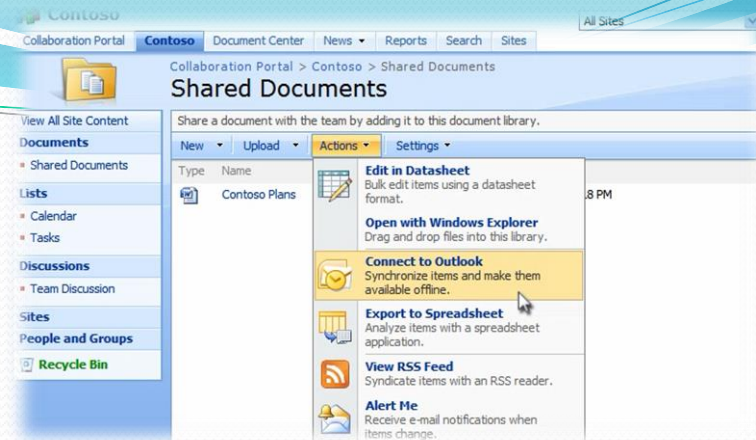 Contoso
All Sites
Collaboration Portal Contoso Document Center News Reports Search Sites
Collaboration Portal > Contoso > Shared Documents
Shared Documents
View All Site Content
Documents
Shared Documents
Lists
Calendar
Tasks
Discussions
Team Discussion
Sites
People and Groups
Recycle Bin
Share a document with the team by adding it to this document library.
New Upload Actions Settings
Type Name
Contoso Plans
8 PM
Edit in Datasheet
Bulk edit items using a datasheet
format.
Open with Windows Explorer
Drag and drop files into this library.
Connect to Outlook
Synchronize items and make them
available offline.
Export to Spreadsheet
Analyze items with a spreadsheet
application.
View RSS Feed
Syndicate items with an RSS reader.
Alert Me
Receive e-mail notifications when
items change.